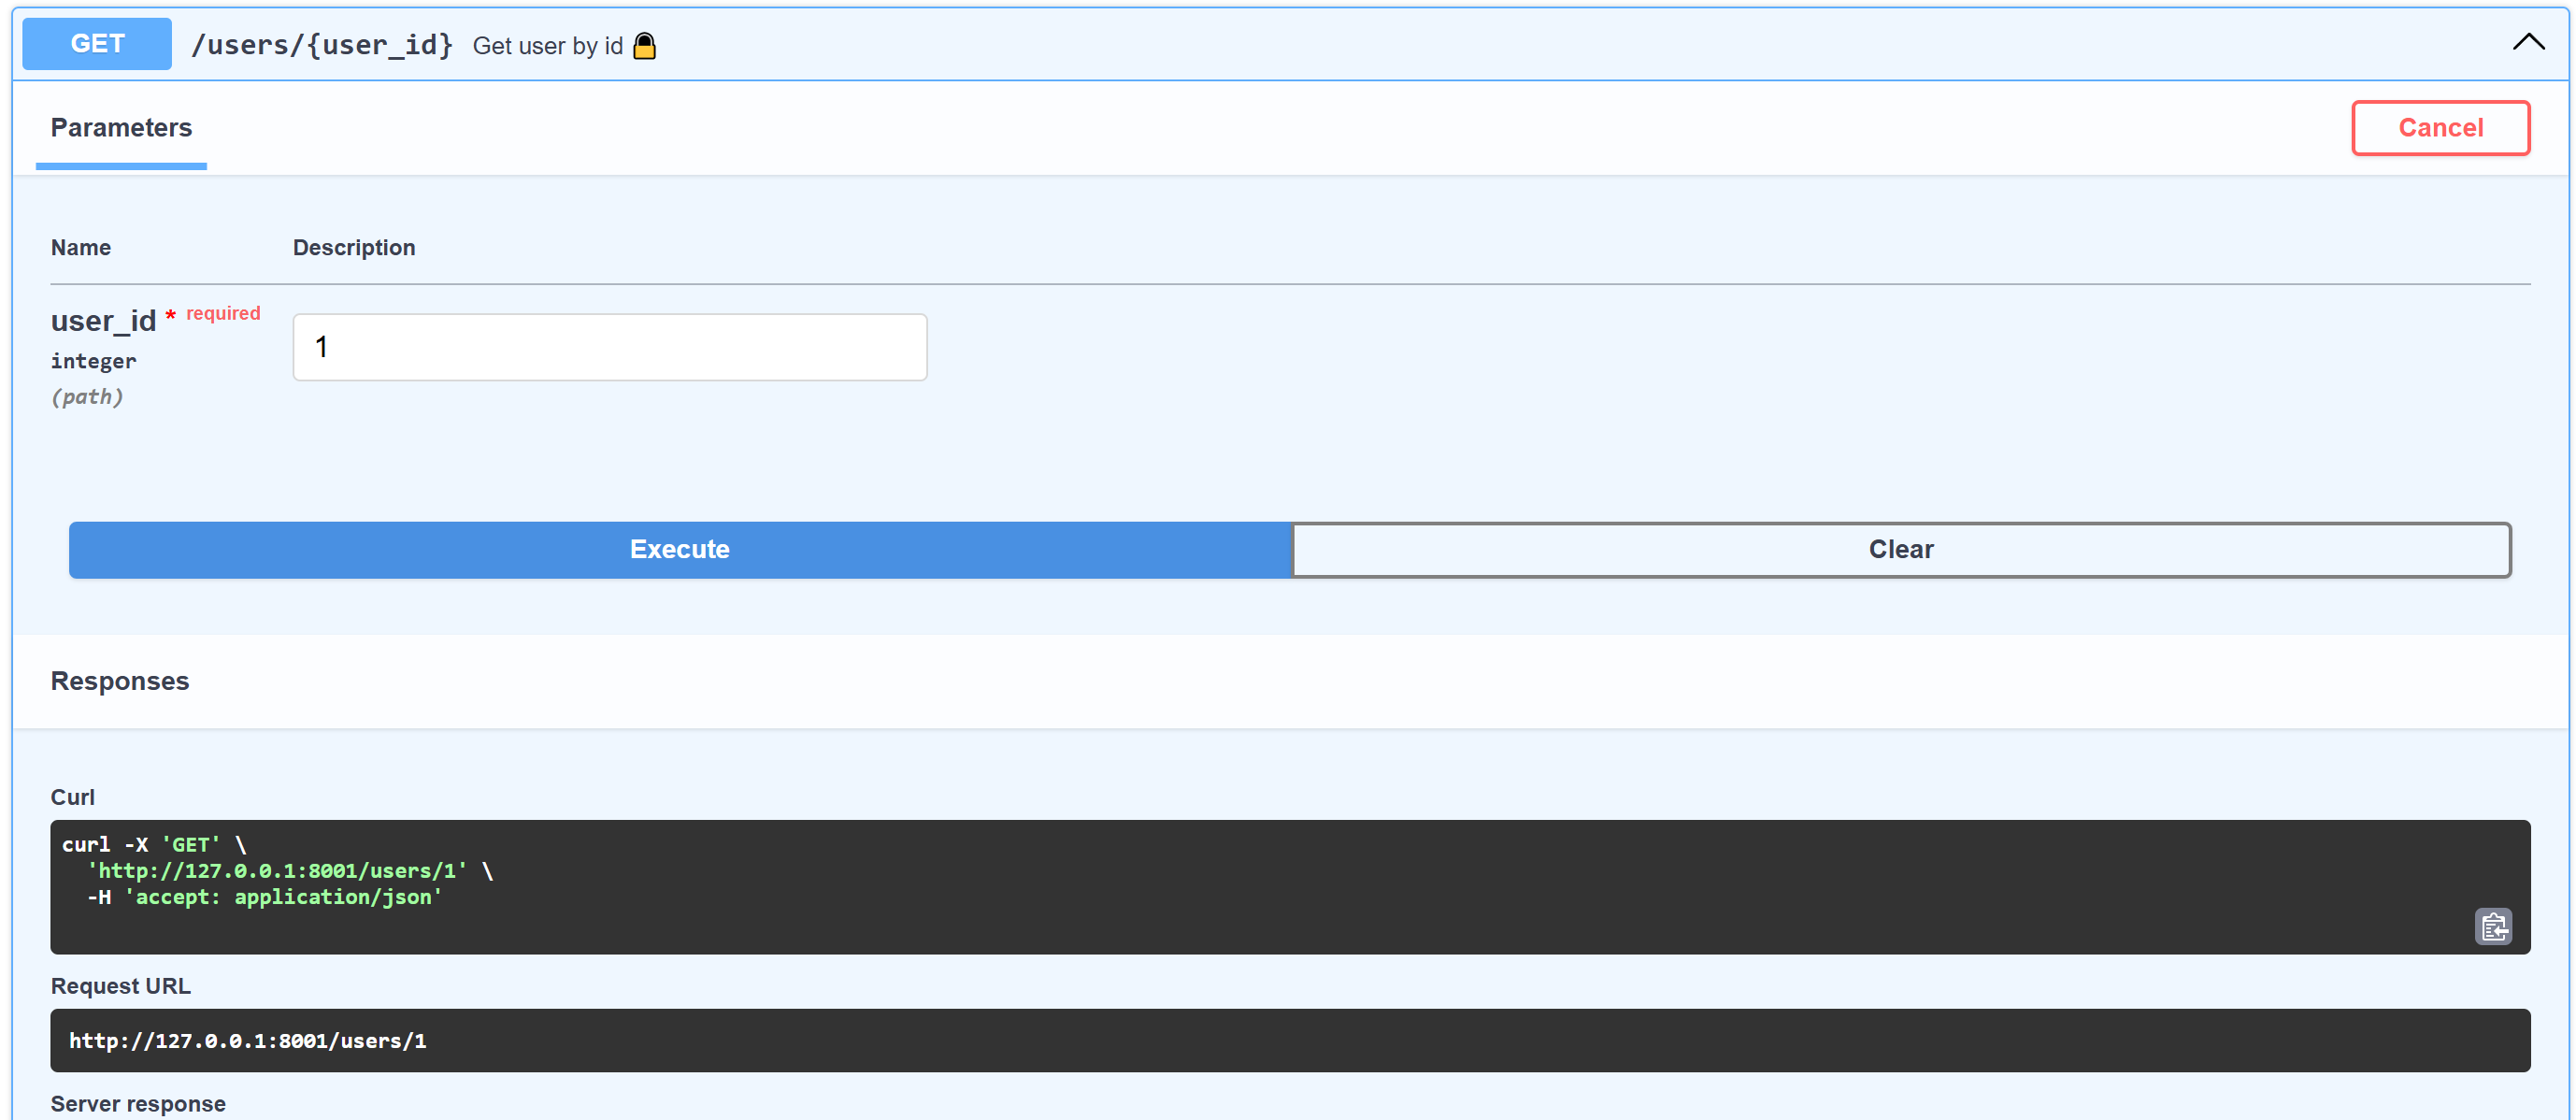 GET /users/{user_id} Get user by id
Parameters
Cancel
Name Description
user_id * required
integer
(path)
1
Execute Clear
Responses
Curl
curl -X 'GET' \
  'http://127.0.0.1:8001/users/1' \
  -H 'accept: application/json'
Request URL
http://127.0.0.1:8001/users/1
Server response